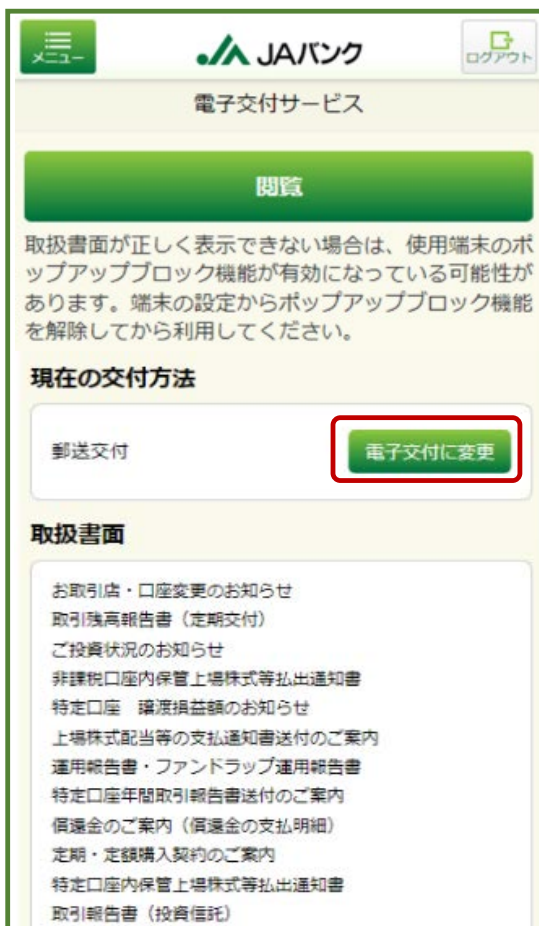 メニュー
JAバンク
ログアウト
電子交付サービス
閲覧
取扱書面が正しく表示できない場合は、使用端末のポ
ップアップブロック機能が有効になっている可能性が
あります。端末の設定からポップアップブロック機能
を解除してから利用してください。
現在の交付方法
郵送交付
電子交付に変更
取扱書面
お取引店・口座変更のお知らせ
取引残高報告書（定期交付）
ご投資状況のお知らせ
非課税口座内保管上場株式等払出通知書
特定口座　譲渡損益額のお知らせ
上場株式配当等の支払通知書送付のご案内
運用報告書・ファンドラップ運用報告書
特定口座年間取引報告書送付のご案内
償還金のご案内（償還金の支払明細）
定期・定額購入契約のご案内
特定口座内保管上場株式等払出通知書
取引報告書（投資信託）